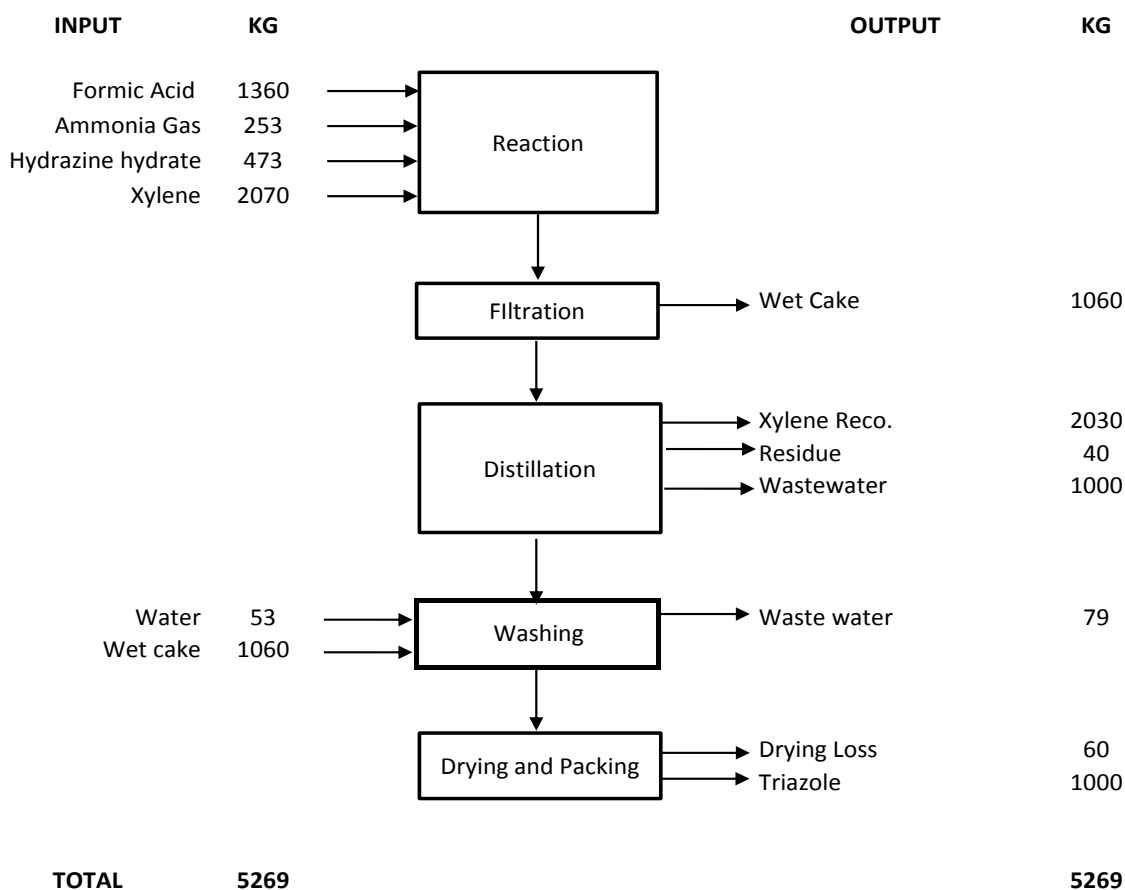 INPUT KG OUTPUT KG
Formic Acid 1360
Ammonia Gas 253
Hydrazine hydrate 473
Xylene 2070
Reaction
FIltration
Wet Cake 1060
Distillation
Xylene Reco. 2030
Residue 40
Wastewater 1000
Water 53
Wet cake 1060
Washing
Waste water 79
Drying and Packing
Drying Loss 60
Triazole 1000
TOTAL 5269 5269